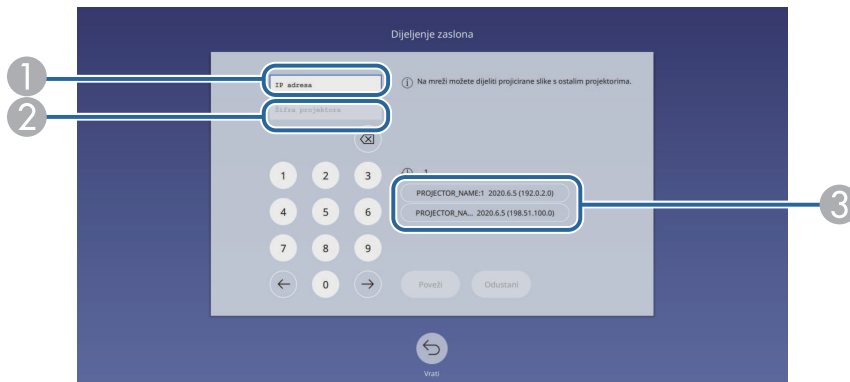 Dijeljenje zaslona
1
IP adresa
Na mreži možete dijeliti projicirane slike s ostalim projektorima.
2
Šifra projektora
1 2 3
1
PROJECTOR_NAME:1 2020.6.5 (192.0.2.0)
3
4 5 6
PROJECTOR_NA... 2020.6.5 (198.51.100.0)
7 8 9
0
Poveži
Odustani
Vrati